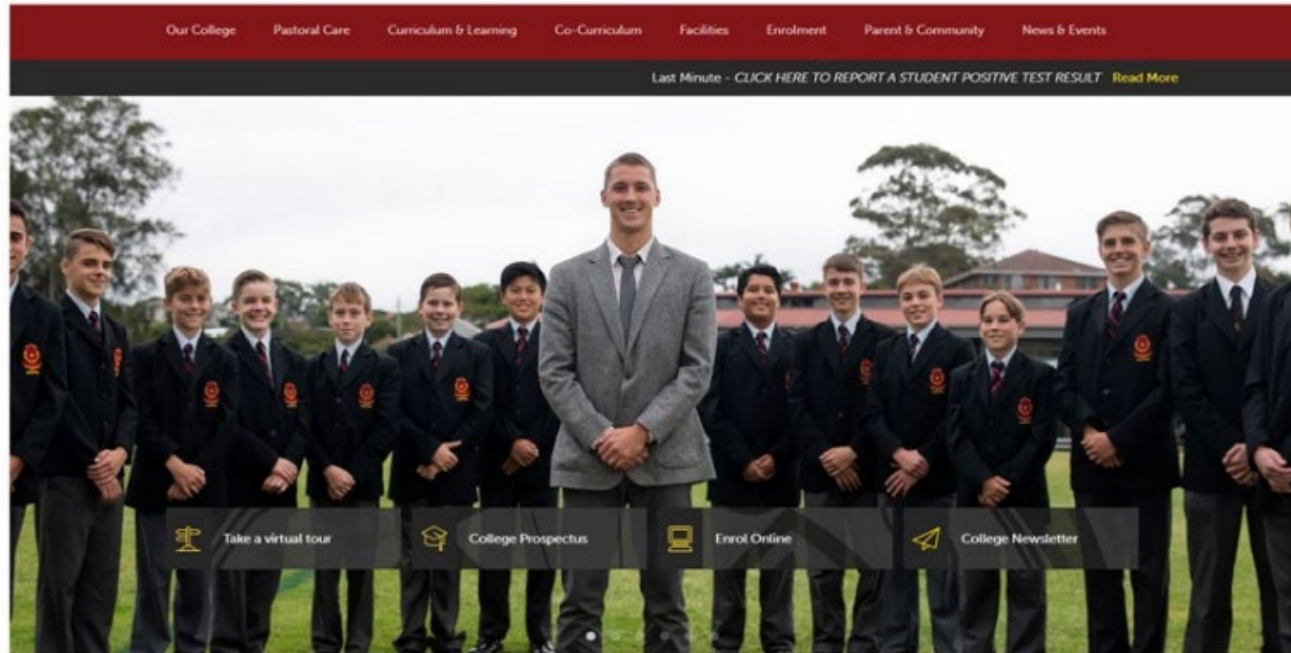 Our College Pastoral Care Curriculum & Learning Co-Curriculum Facilities Enrolment Parent & Community News & Events
Last Minute - CLICK HERE TO REPORT A STUDENT POSITIVE TEST RESULT Read More
Take a virtual tour College Prospectus Enrol Online College Newsletter